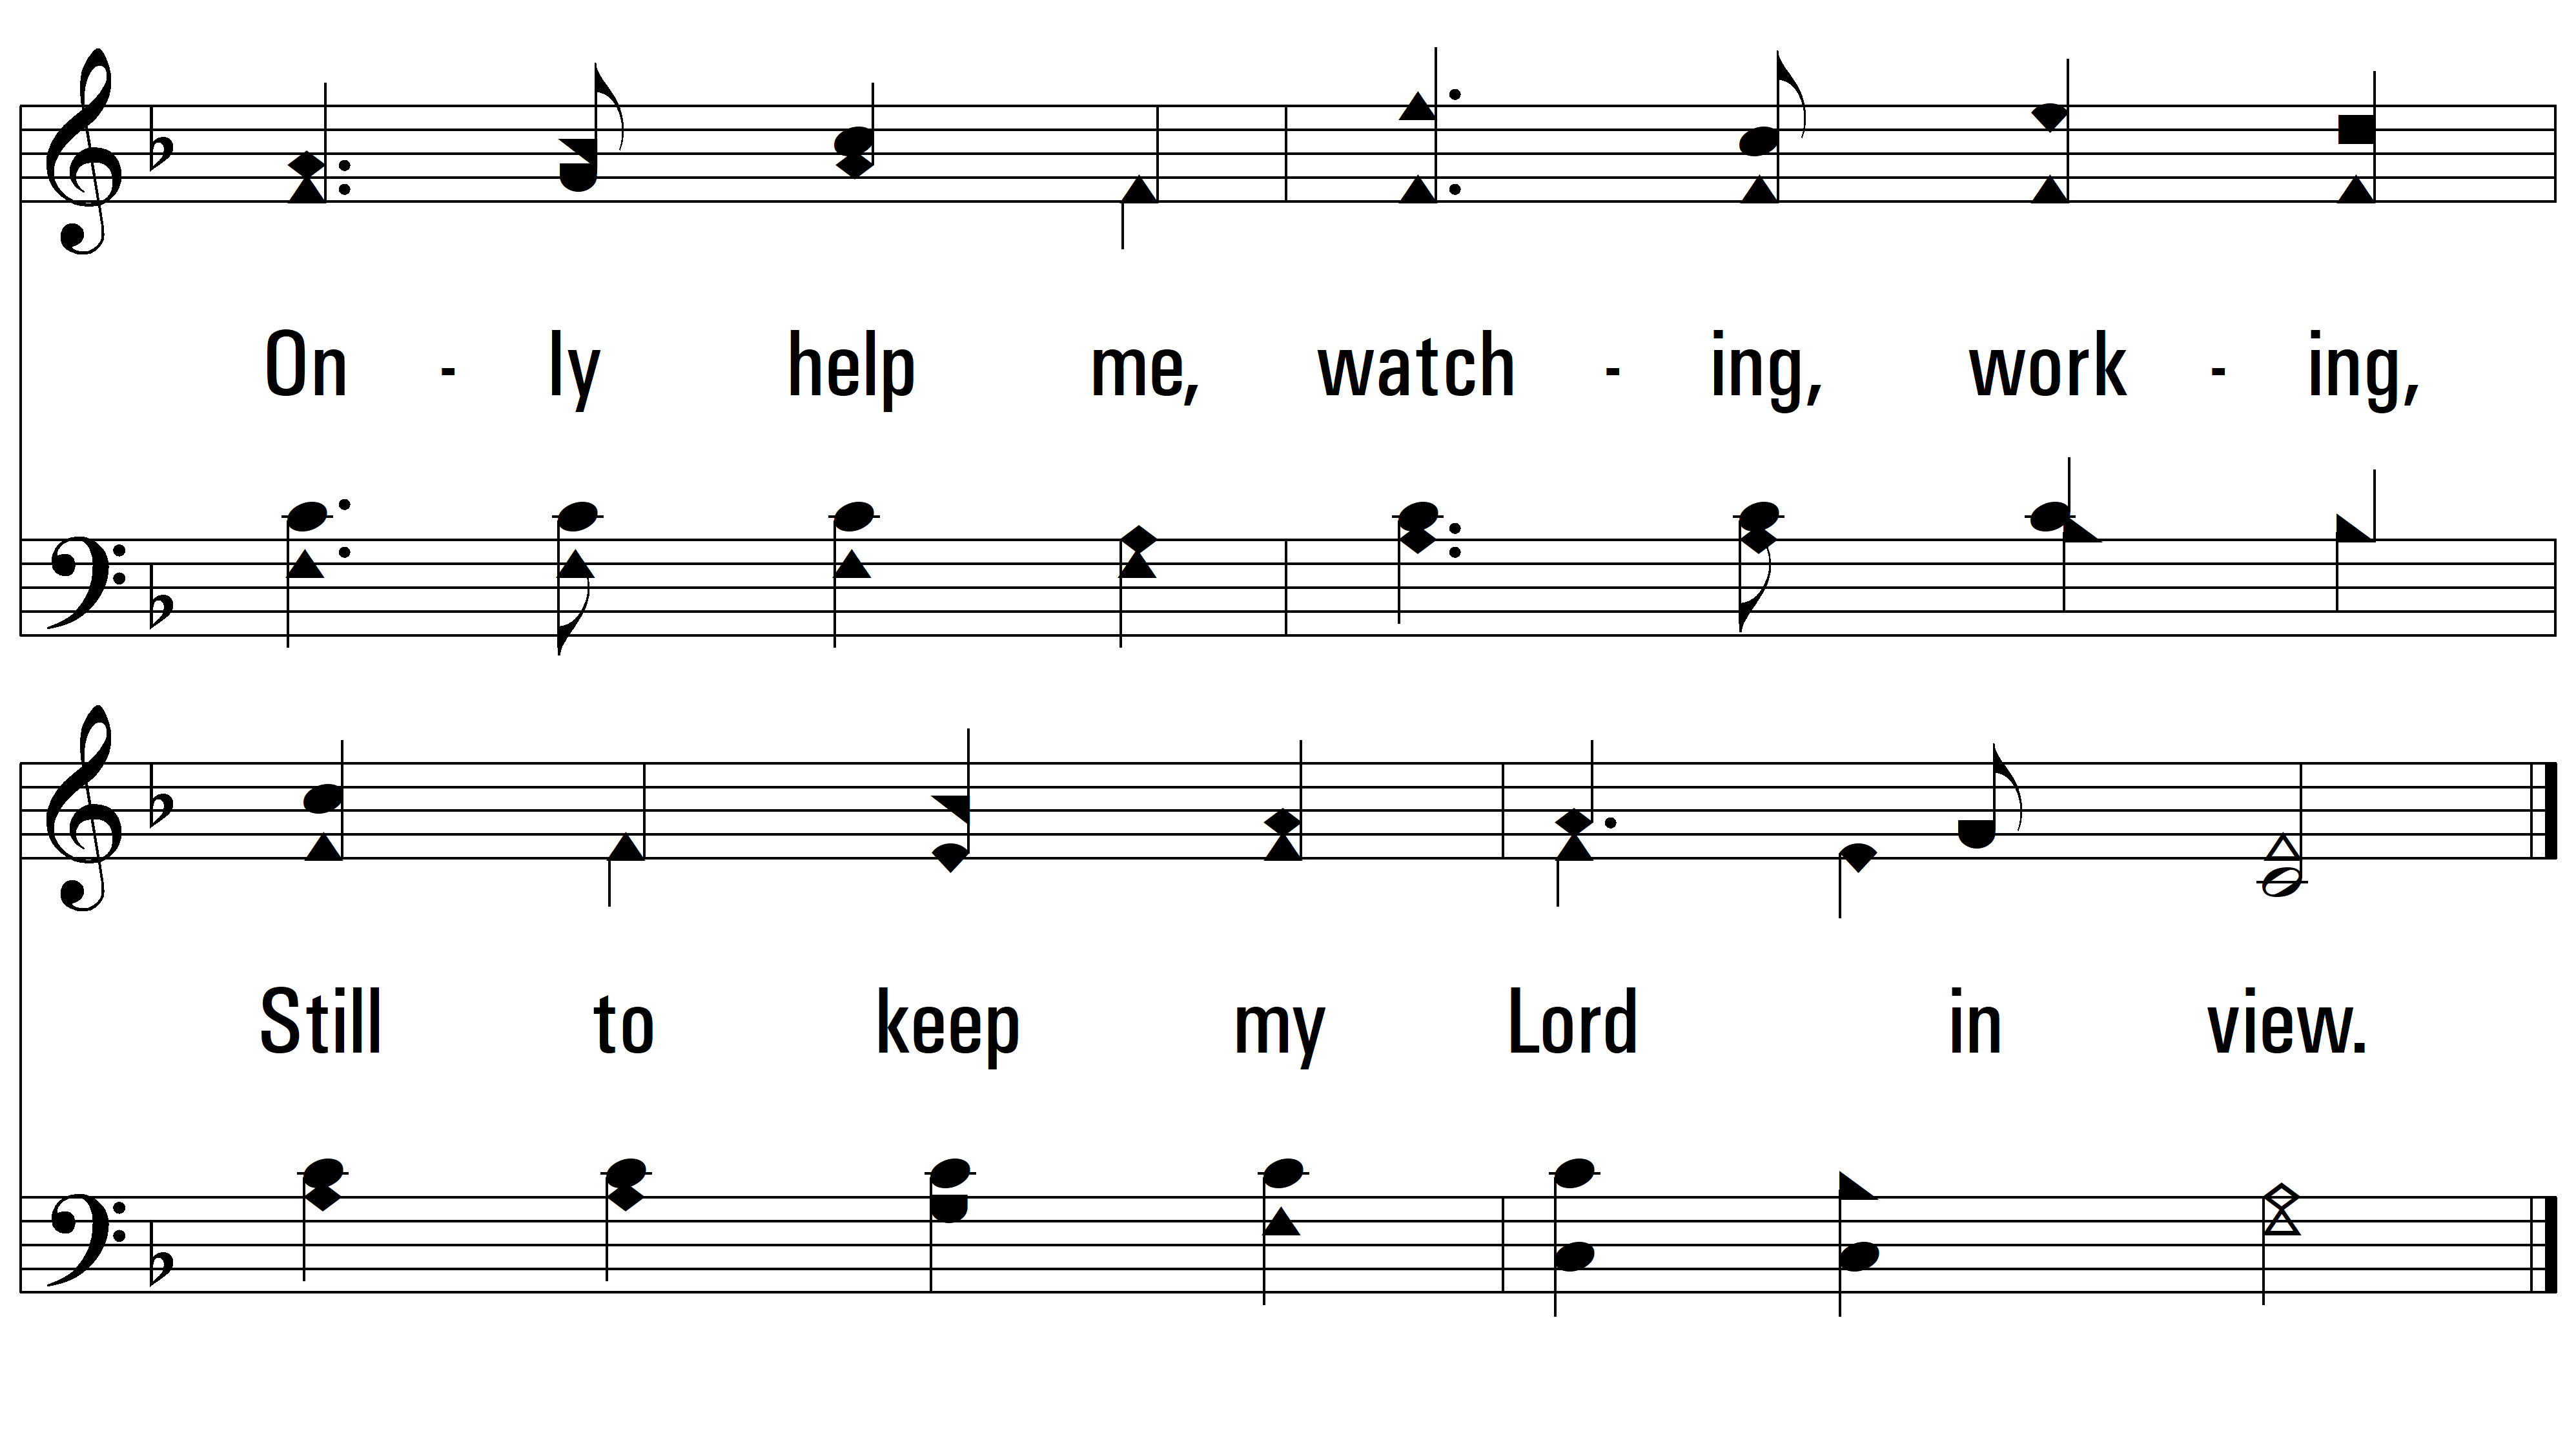 On - ly help me, watch - ing, work - ing,
Still to keep my Lord in view.